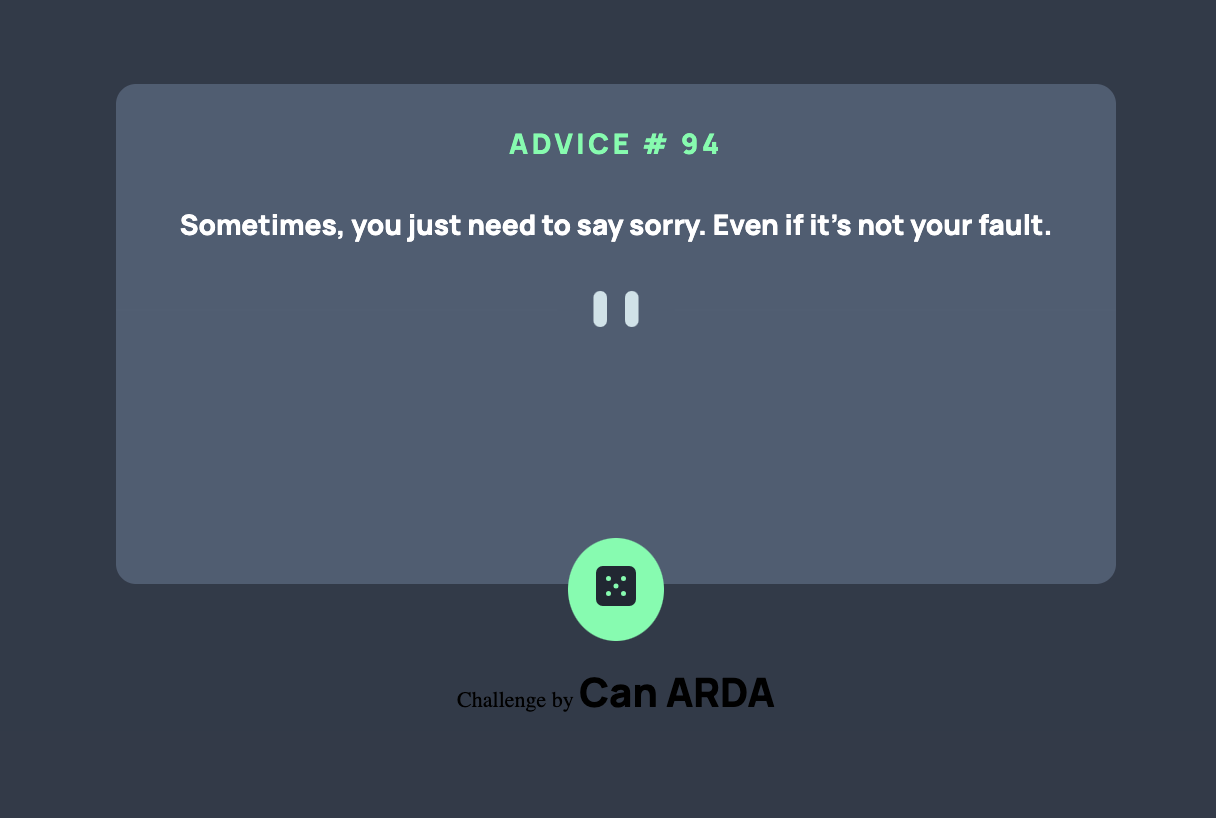 ADVICE # 94
Sometimes, you just need to say sorry. Even if it’s not your fault.
Challenge by Can ARDA